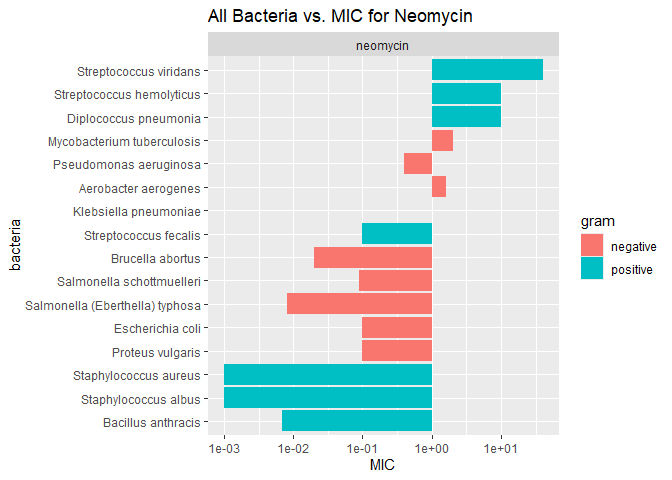 All Bacteria vs. MIC for Neomycin
neomycin
Streptococcus viridans
Streptococcus hemolyticus
Diplococcus pneumonia
Mycobacterium tuberculosis
Pseudomonas aeruginosa
Aerobacter aerogenes
Klebsiella pneumoniae
Streptococcus fecalis
Brucella abortus
Salmonella schottmuelleri
Salmonella (Eberthella) typhosa
Escherichia coli
Proteus vulgaris
Staphylococcus aureus
Staphylococcus albus
Bacillus anthracis
bacteria
1e-03 1e-02 1e-01 1e+00 1e+01
MIC
gram
negative
positive